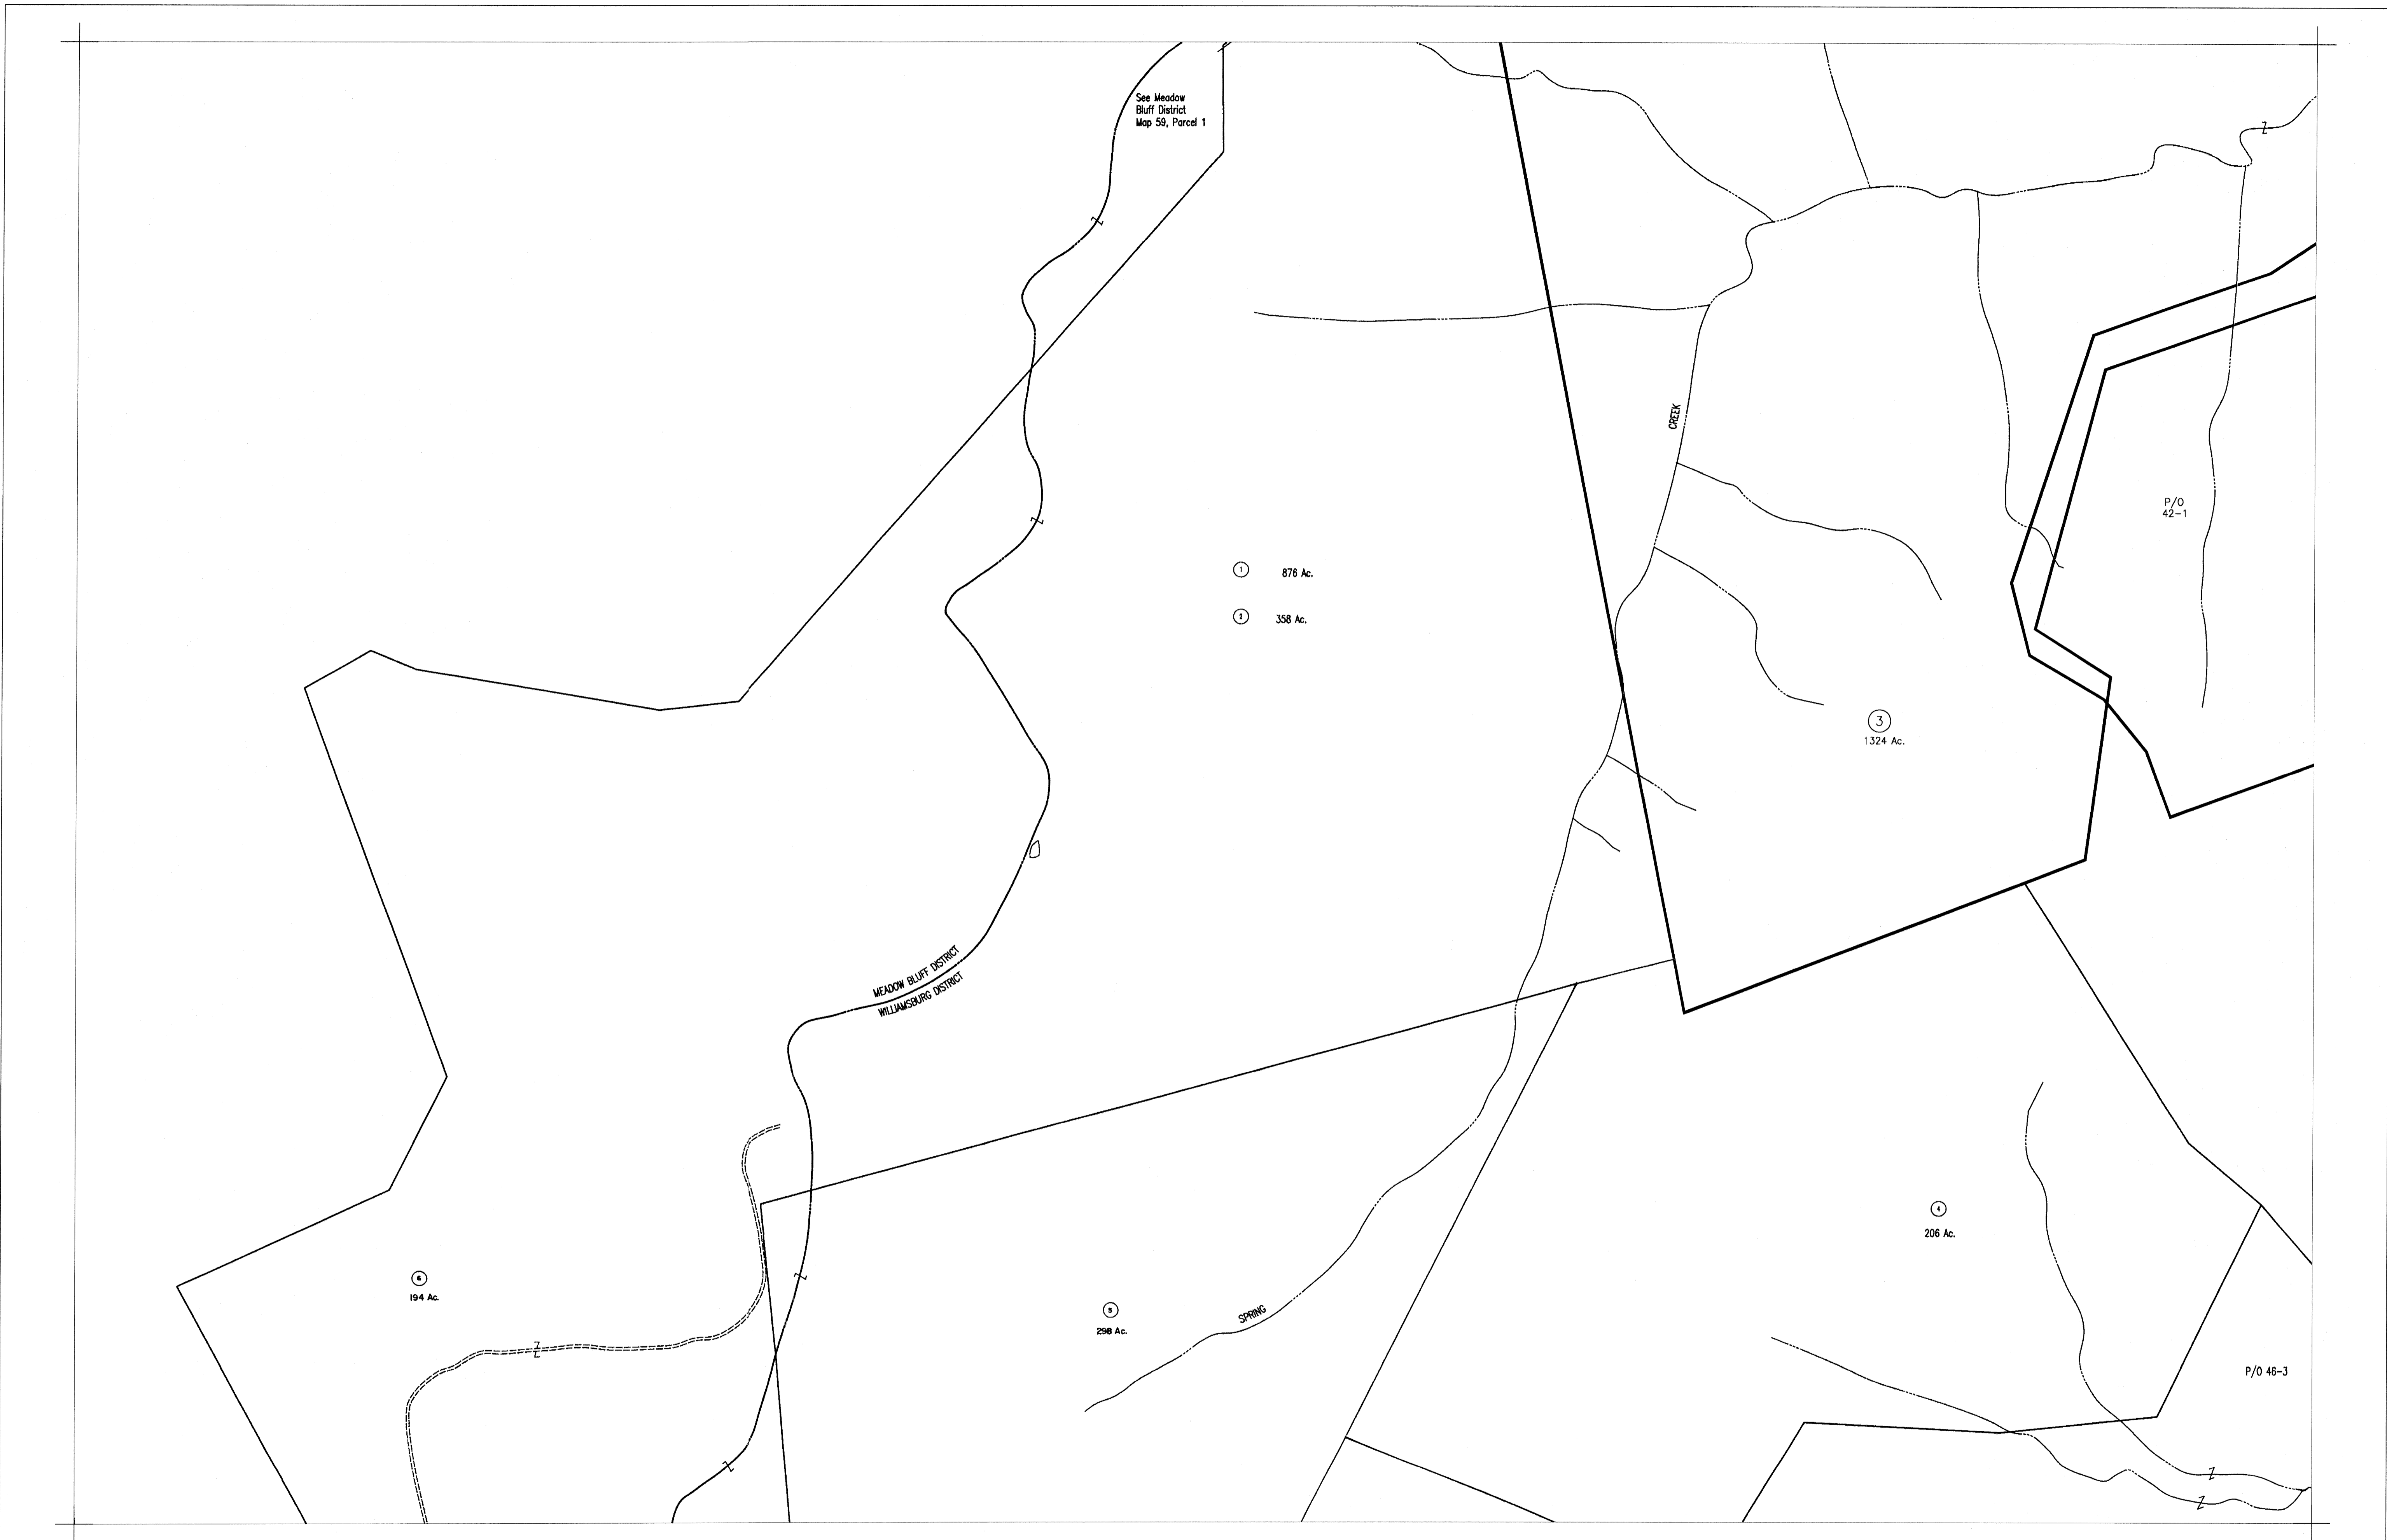 See Meadow
Bluff District
Map 59, Parcel 1
CREEK
P/O
42-1
1 876 Ac.
2 358 Ac.
3
1324 Ac.
MEADOW BLUFF DISTRICT
WILLIAMSBURG DISTRICT
4
206 Ac.
6
194 Ac.
5
298 Ac.
SPRING
P/O 46-3